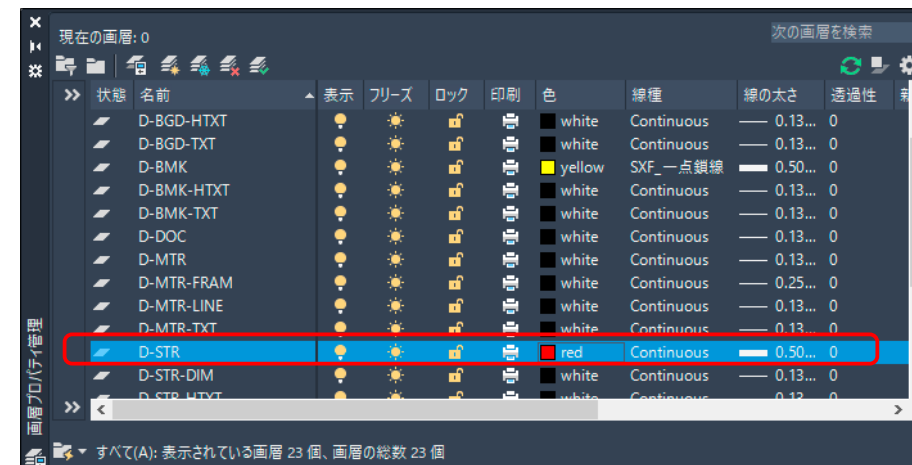 現在の画層: 0
次の画層を検索
状態 名前 表示 フリーズ ロック 印刷 色 線種 線の太さ 透過性
D-BGD-HTXT white Continuous 0.13... 0
D-BGD-TXT white Continuous 0.13... 0
D-BMK yellow SXF_一点鎖線 0.50... 0
D-BMK-HTXT white Continuous 0.13... 0
D-BMK-TXT white Continuous 0.13... 0
D-DOC white Continuous 0.13... 0
D-MTR white Continuous 0.13... 0
D-MTR-FRAM white Continuous 0.25... 0
D-MTR-LINE white Continuous 0.13... 0
D-MTR-TXT white Continuous 0.13... 0
D-STR red Continuous 0.50... 0
D-STR-DIM white Continuous 0.13... 0
D-STR-HTXT white Continuous 0.13... 0
画層プロパティ管理
すべて(A): 表示されている画層 23 個、画層の総数 23 個